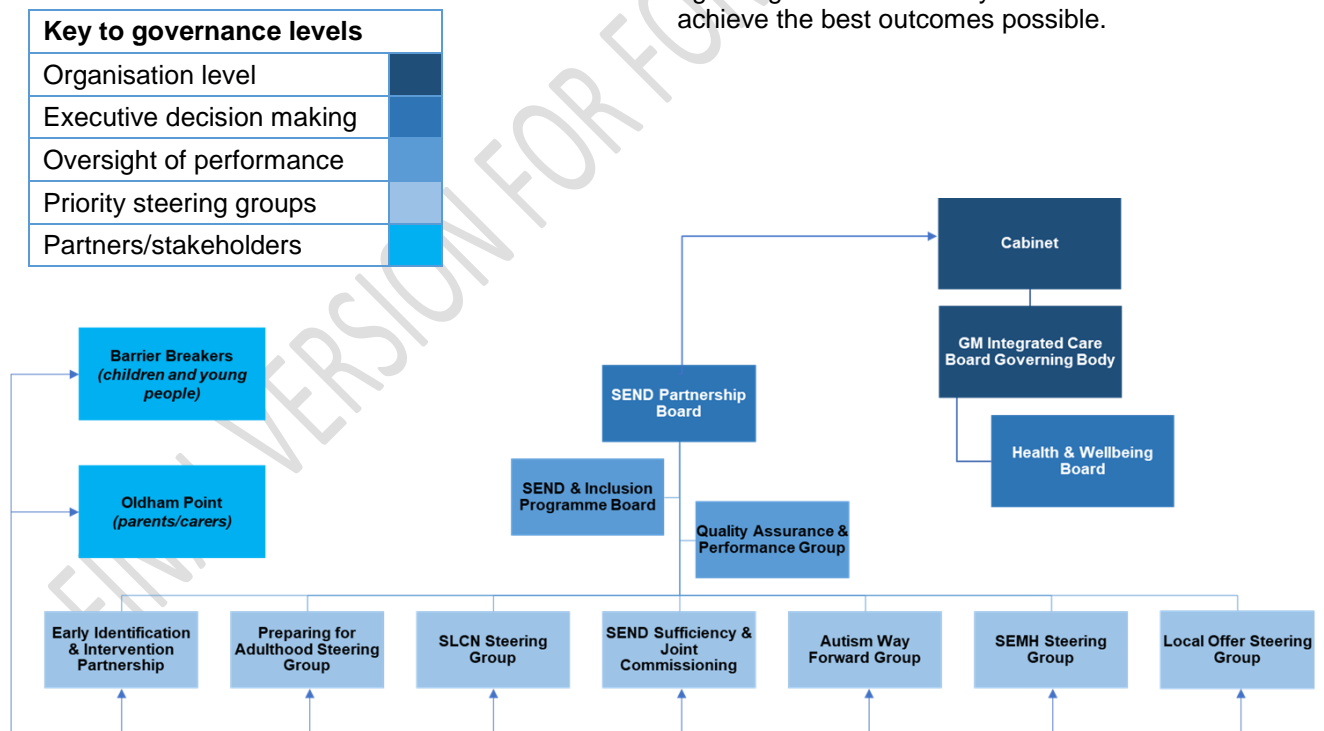 achieve the best outcomes possible.
Key to governance levels
Organisation level
Executive decision making
Oversight of performance
Priority steering groups
Partners/stakeholders
Cabinet
GM Integrated Care
Board Governing Body
Health & Wellbeing
Board
Barrier Breakers
(children and young
people)
SEND Partnership
Board
Oldham Point
(parents/carers)
SEND & Inclusion
Programme Board
Quality Assurance &
Performance Group
Early Identification
& Intervention
Partnership
Preparing for
Adulthood Steering
Group
SLCN Steering
Group
SEND Sufficiency &
Joint
Commissioning
Autism Way
Forward Group
SEMH Steering
Group
Local Offer Steering
Group
FINAL VERSION FOR